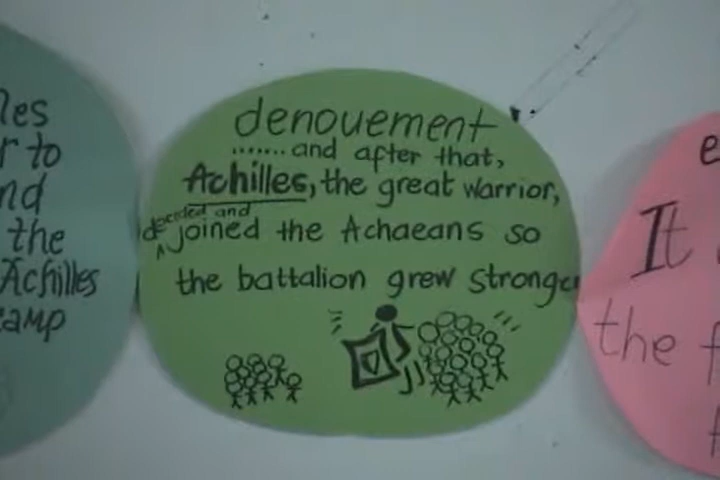 les
r to
nd
the
Achilles
camp
denouement
....... and after that,
Achilles, the great warrior,
decided and
joined the Achaeans so
the battalion grew stronger
e
It
the f